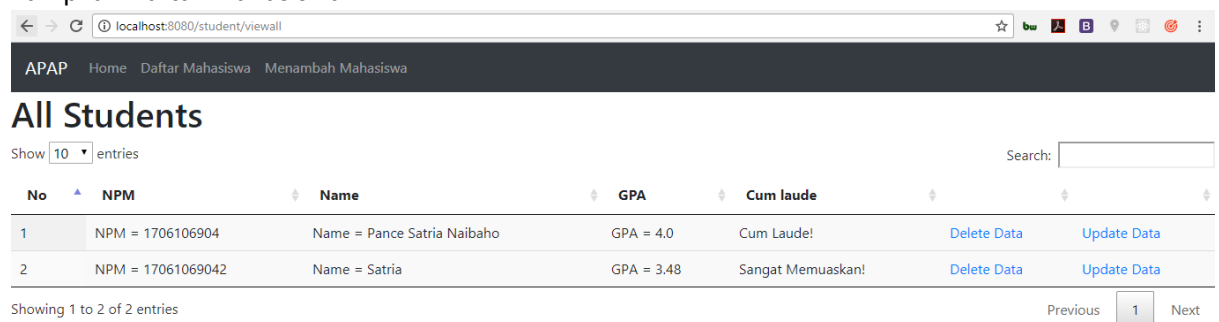 localhost:8080/student/viewall
APAP Home Daftar Mahasiswa Menambah Mahasiswa
All Students
Show 10 entries Search:
No NPM Name GPA Cum laude
1 NPM = 1706106904 Name = Pance Satria Naibaho GPA = 4.0 Cum Laude! Delete Data Update Data
2 NPM = 17061069042 Name = Satria GPA = 3.48 Sangat Memuaskan! Delete Data Update Data
Showing 1 to 2 of 2 entries Previous 1 Next